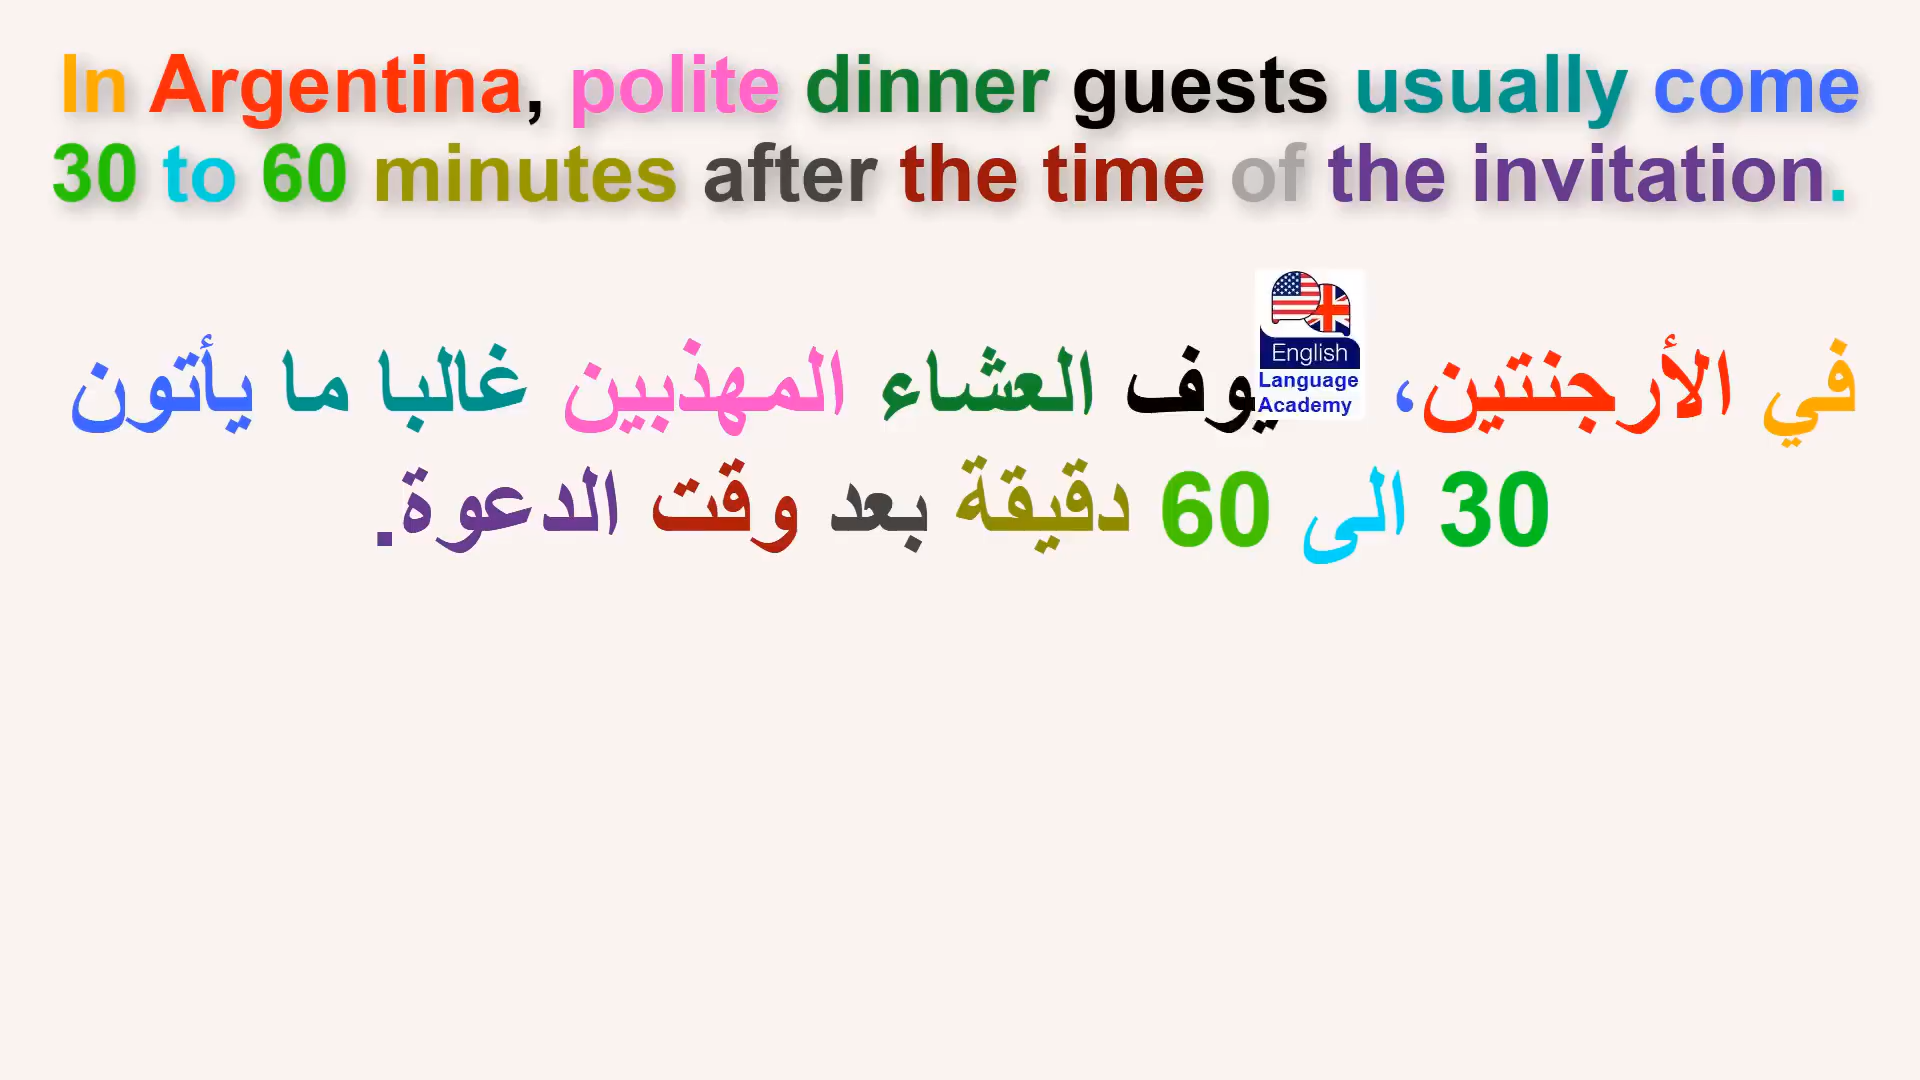 In Argentina, polite dinner guests usually come
30 to 60 minutes after the time of the invitation.
English
Language
Academy
في الأرجنتين، العشاء المهذبين غالبا ما يأتون
30 الى 60 دقيقة بعد وقت الدعوة.